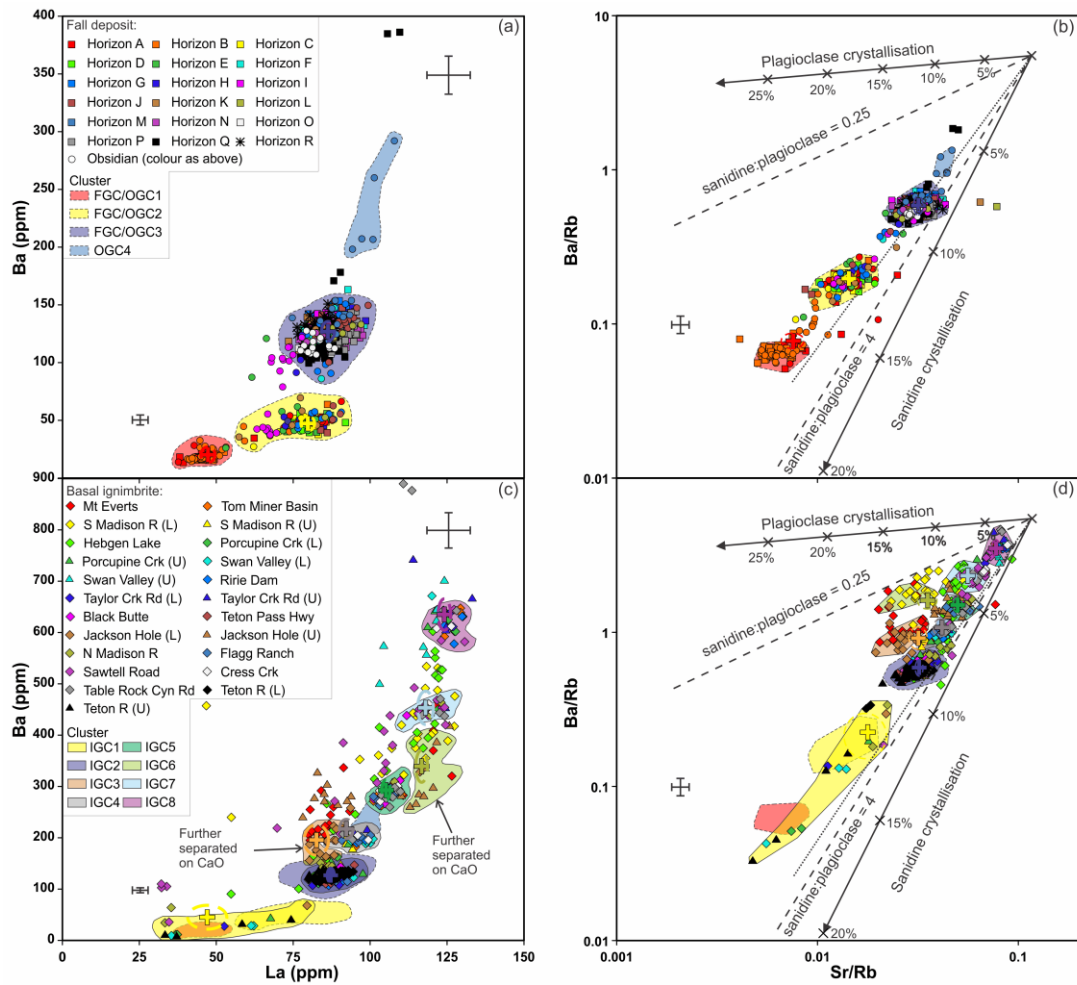 (a)
400
350
300
250
200
150
100
50
900
Ba (ppm)
Fall deposit:
Horizon A Horizon B Horizon C
Horizon D Horizon E Horizon F
Horizon G Horizon H Horizon I
Horizon J Horizon K Horizon L
Horizon M Horizon N Horizon O
Horizon P Horizon Q Horizon R
Obsidian (colour as above)
Cluster
FGC/OGC1
FGC/OGC2
FGC/OGC3
OGC4
(b)
10
1
0.1
0.01
Ba/Rb
Plagioclase crystallisation
25% 20% 15% 10% 5%
sanidine:plagioclase = 0.25
sanidine:plagioclase = 4
Sanidine crystallisation
5%
10%
15%
20%
(c)
800
700
600
500
400
300
200
100
0
Ba (ppm)
Basal ignimbrite:
Mt Everts Tom Miner Basin
S Madison R (L) S Madison R (U)
Hebgen Lake Porcupine Crk (L)
Porcupine Crk (U) Swan Valley (L)
Swan Valley (U) Ririe Dam
Taylor Crk Rd (L) Taylor Crk Rd (U)
Black Butte Teton Pass Hwy
Jackson Hole (L) Jackson Hole (U)
N Madison R Flagg Ranch
Sawtell Road Cress Crk
Table Rock Cyn Rd Teton R (L)
Teton R (U)
Cluster
IGC1 IGC5
IGC2 IGC6
IGC3 IGC7
IGC4 IGC8
Further
separated
on CaO
Further
separated
on CaO
0 25 50 75 100 125 150
La (ppm)
(d)
1
0.1
0.01
Ba/Rb
Plagioclase crystallisation
25% 20% 15% 10% 5%
sanidine:plagioclase = 0.25
sanidine:plagioclase = 4
Sanidine crystallisation
5%
10%
15%
20%
0.001 0.01 0.1
Sr/Rb